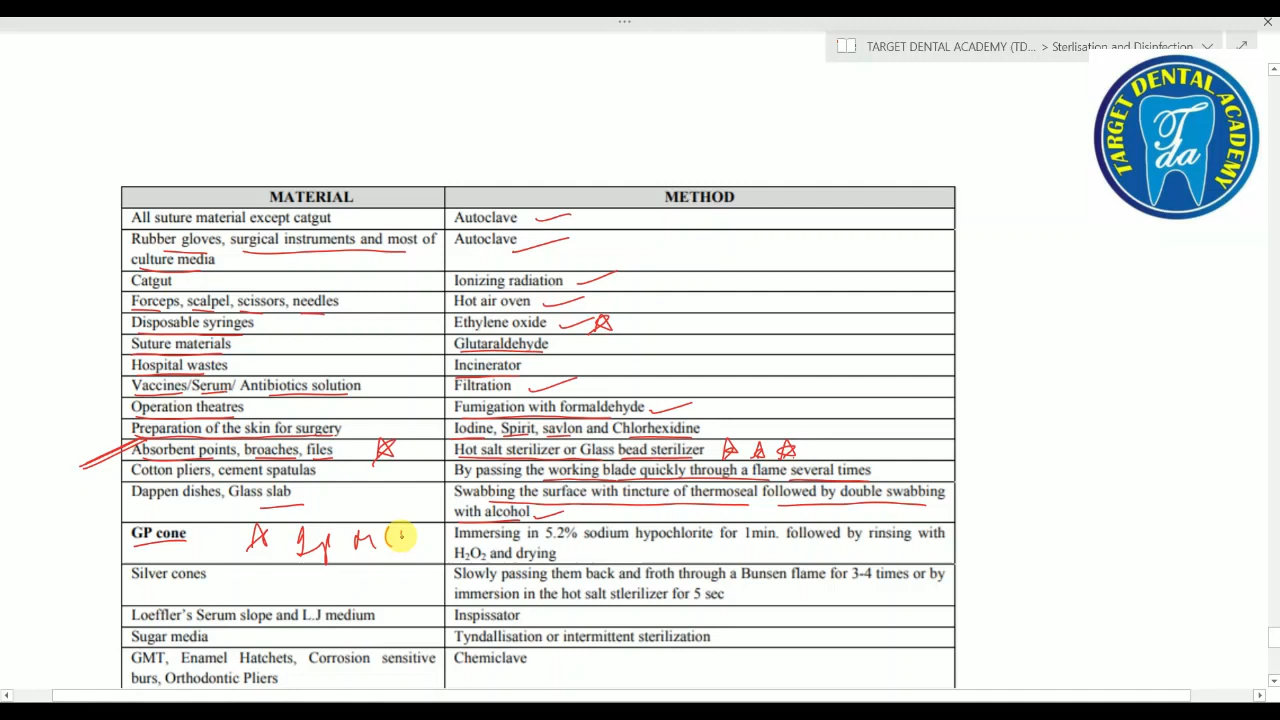 TARGET DENTAL ACADEMY (TD... > Sterlisation and Disinfection
TARGET DENTAL ACADEMY
Tda
MATERIAL METHOD
All suture material except catgut Autoclave
Rubber gloves, surgical instruments and most of Autoclave
culture media
Catgut Ionizing radiation
Forceps, scalpel, scissors, needles Hot air oven
Disposable syringes Ethylene oxide
Suture materials Glutaraldehyde
Hospital wastes Incinerator
Vaccines/Serum/ Antibiotics solution Filtration
Operation theatres Fumigation with formaldehyde
Preparation of the skin for surgery Iodine, Spirit, savlon and Chlorhexidine
Absorbent points, broaches, files Hot salt sterilizer or Glass bead sterilizer
Cotton pliers, cement spatulas By passing the working blade quickly through a flame several times
Dappen dishes, Glass slab Swabbing the surface with tincture of thermoseal followed by double swabbing
with alcohol
GP cone Immersing in 5.2% sodium hypochlorite for 1min. followed by rinsing with
H₂O₂ and drying
Silver cones Slowly passing them back and froth through a Bunsen flame for 3-4 times or by
immersion in the hot salt stlerilizer for 5 sec
Loeffler's Serum slope and L.J medium Inspissator
Sugar media Tyndallisation or intermittent sterilization
GMT, Enamel Hatchets, Corrosion sensitive Chemiclave
burs, Orthodontic Pliers